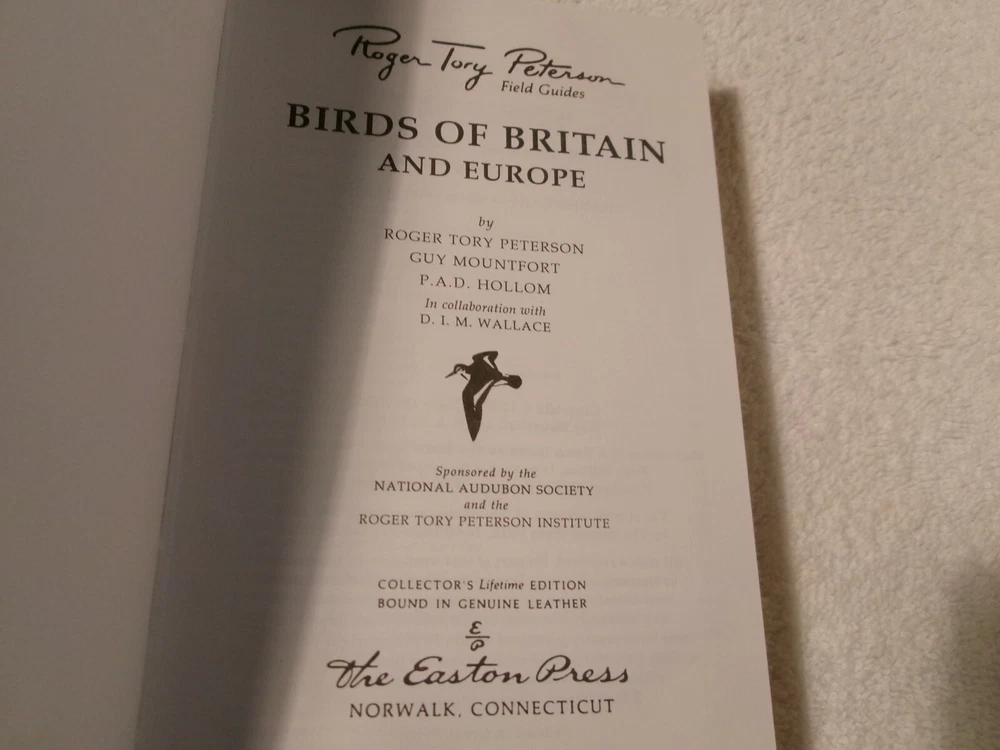 Roger Tory Peterson
Field Guides
BIRDS OF BRITAIN
AND EUROPE
by
ROGER TORY PETERSON
GUY MOUNTFORT
P.A.D. HOLLOM
In collaboration with
D. I. M. WALLACE
Sponsored by the
NATIONAL AUDUBON SOCIETY
and the
ROGER TORY PETERSON INSTITUTE
COLLECTOR'S Lifetime EDITION
BOUND IN GENUINE LEATHER
E
P
The Easton Press
NORWALK, CONNECTICUT